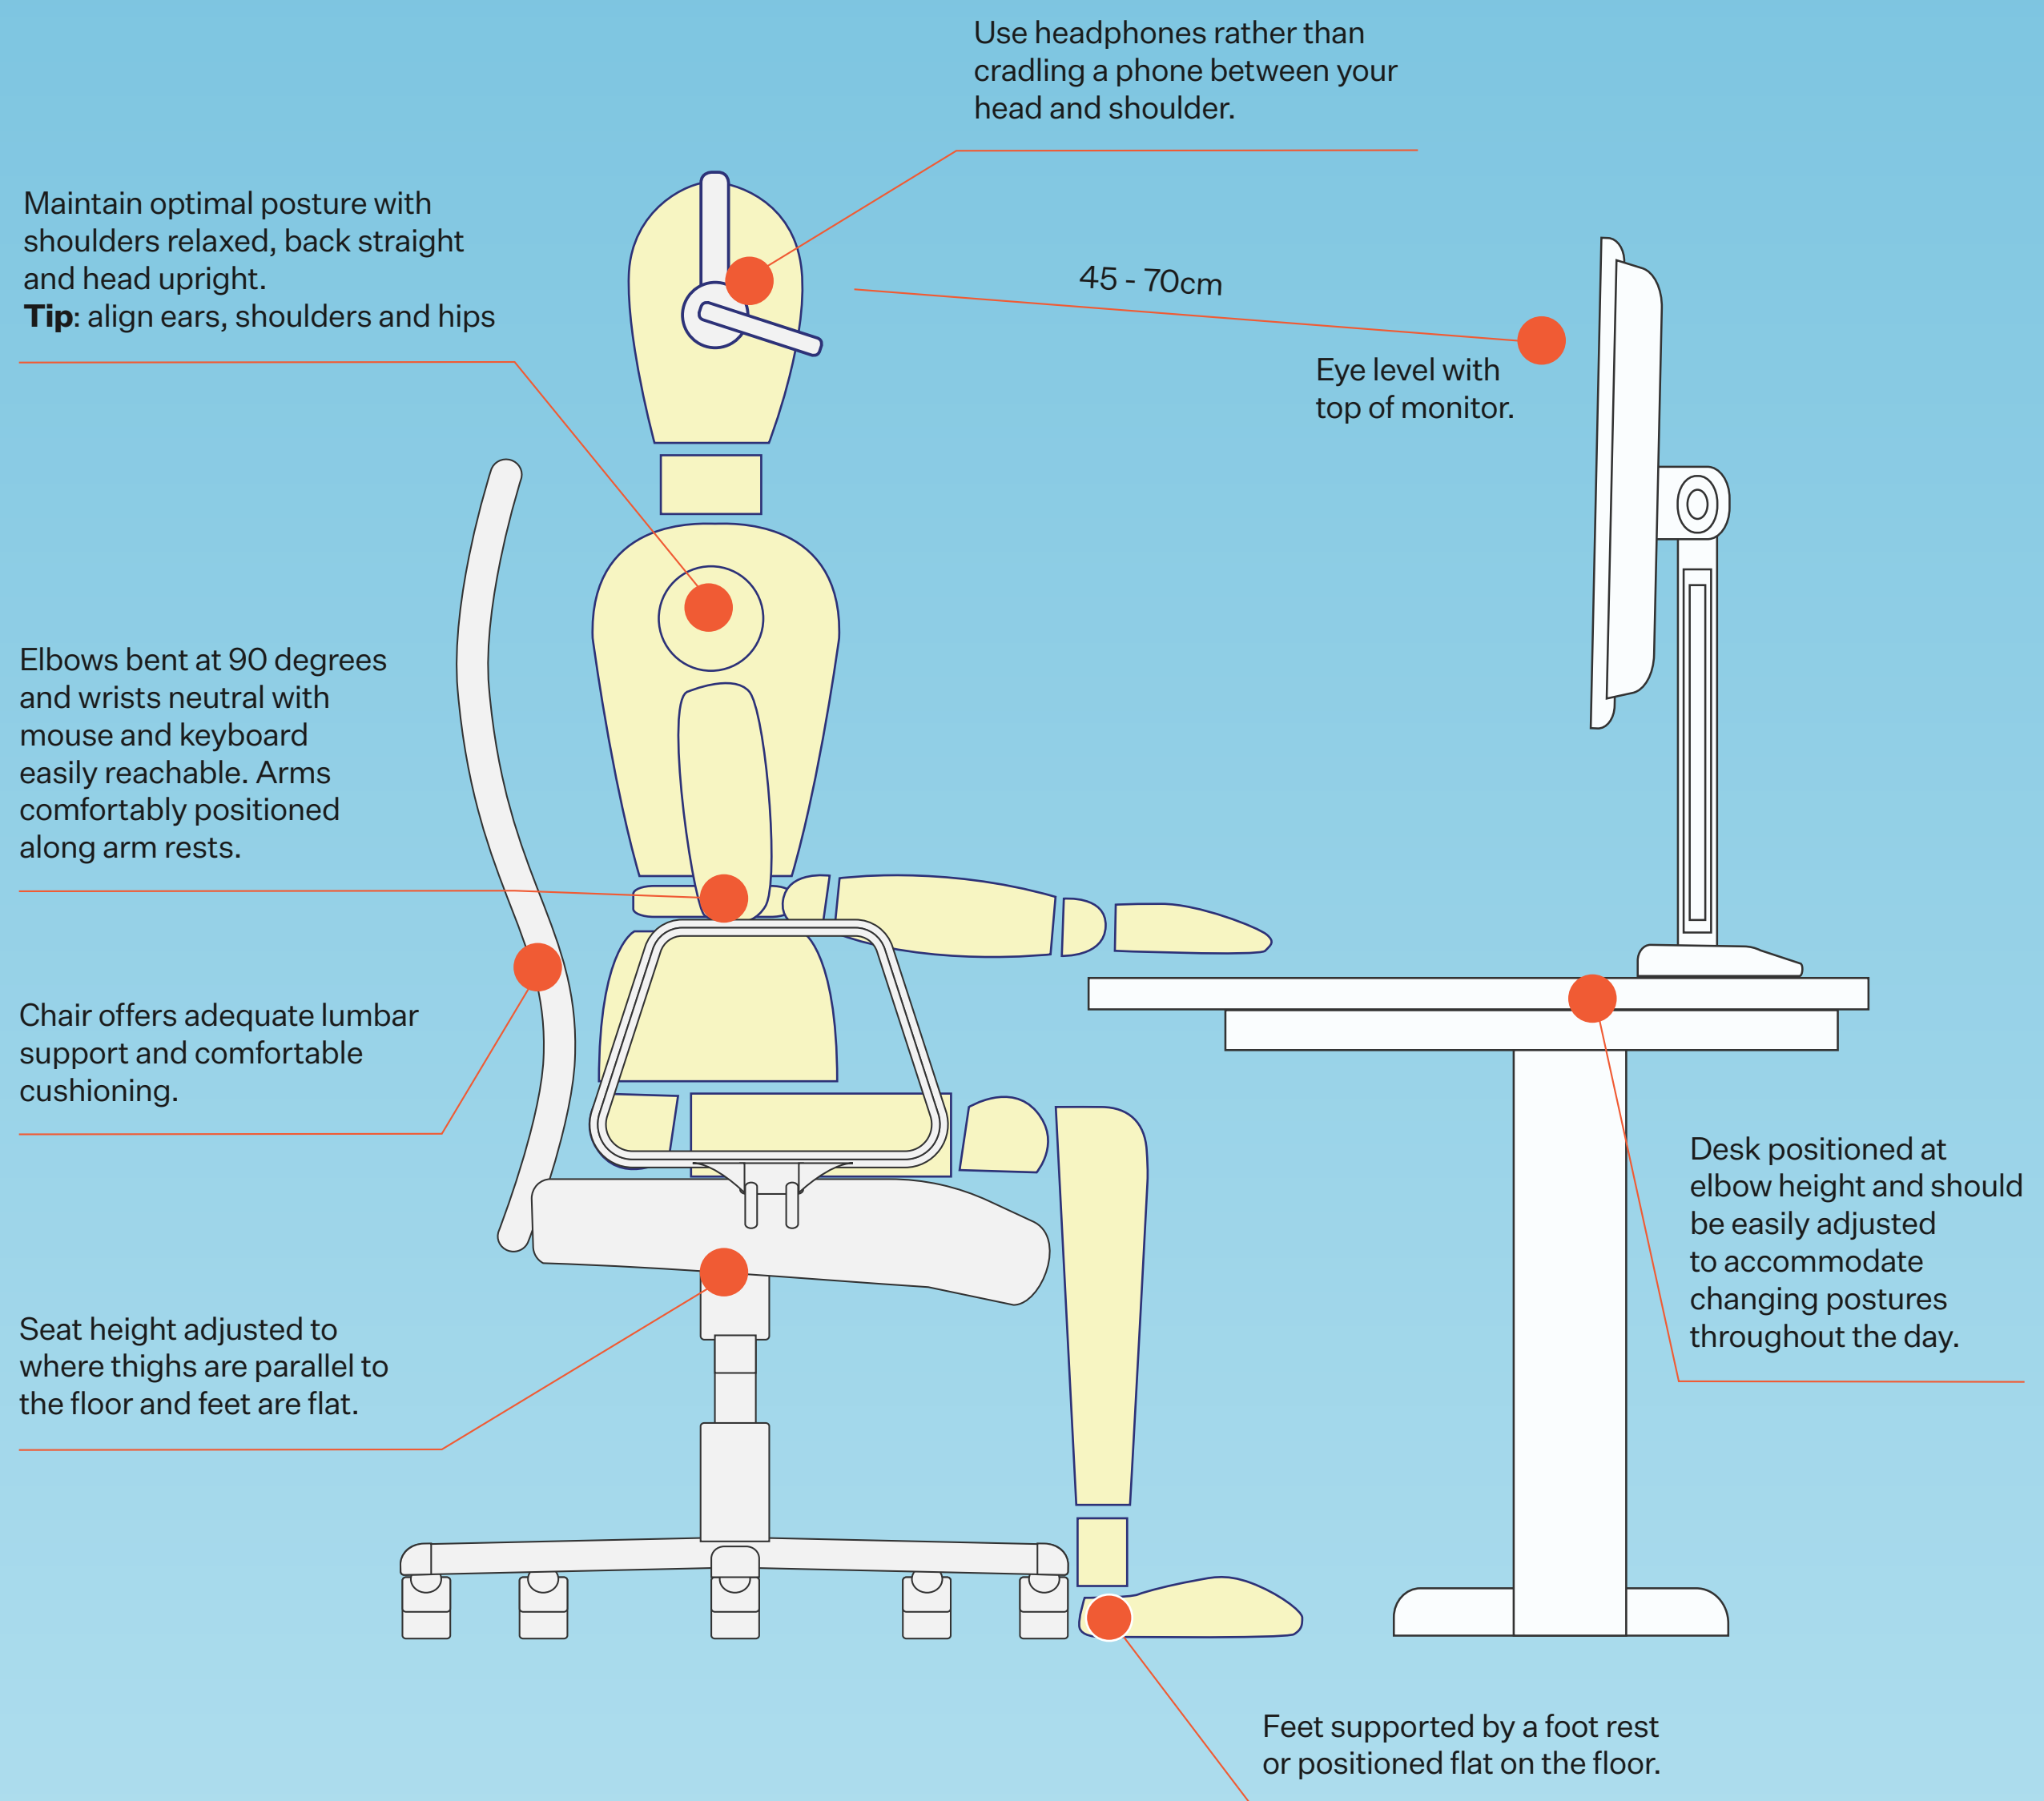 Use headphones rather than
cradling a phone between your
head and shoulder.
Maintain optimal posture with
shoulders relaxed, back straight
and head upright.
Tip: align ears, shoulders and hips
45 - 70cm
Eye level with
top of monitor.
Elbows bent at 90 degrees
and wrists neutral with
mouse and keyboard
easily reachable. Arms
comfortably positioned
along arm rests.
Chair offers adequate lumbar
support and comfortable
cushioning.
Desk positioned at
elbow height and should
be easily adjusted
to accommodate
changing postures
throughout the day.
Seat height adjusted to
where thighs are parallel to
the floor and feet are flat.
Feet supported by a foot rest
or positioned flat on the floor.